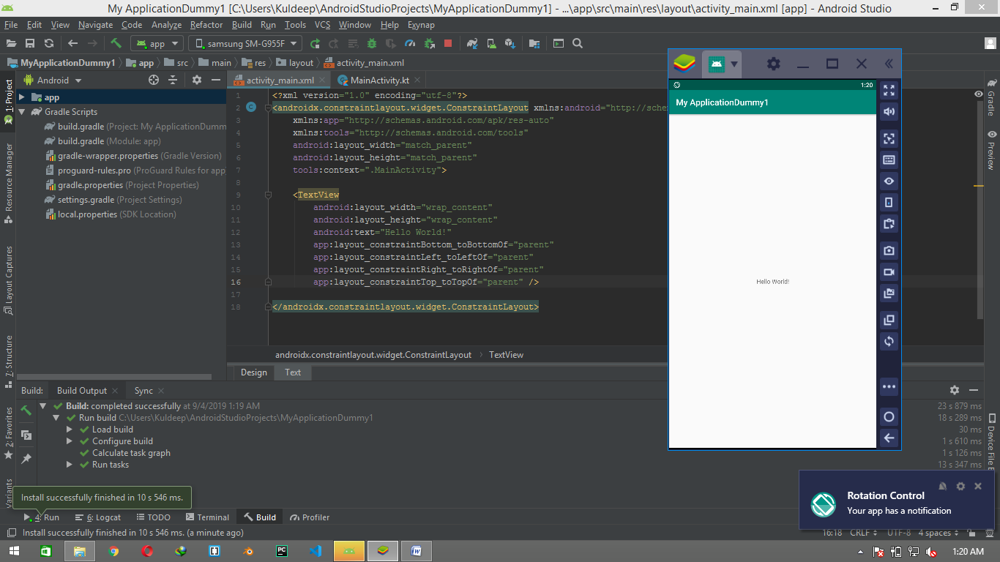 My ApplicationDummy1 [C:\Users\Kuldeep\AndroidStudioProjects\MyApplicationDummy1] - ...\app\src\main\res\layout\activity_main.xml [app] - Android Studio
File Edit View Navigate Code Analyze Refactor Build Run Tools VCS Window Help Exynap
app samsung SM-G955F
MyApplicationDummy1 app src main res layout activity_main.xml
Android
activity_main.xml MainActivity.kt
1: Project
Resource Manager
Layout Captures
7: Structure
2: Favorites
Variants
app
Gradle Scripts
build.gradle (Project: My ApplicationDumm
build.gradle (Module: app)
gradle-wrapper.properties (Gradle Version)
proguard-rules.pro (ProGuard Rules for app
gradle.properties (Project Properties)
settings.gradle (Project Settings)
local.properties (SDK Location)
1 <?xml version="1.0" encoding="utf-8"?>
2 <androidx.constraintlayout.widget.ConstraintLayout xmlns:android="http://sche
3 xmlns:app="http://schemas.android.com/apk/res-auto"
4 xmlns:tools="http://schemas.android.com/tools"
5 android:layout_width="match_parent"
6 android:layout_height="match_parent"
7 tools:context=".MainActivity">
8
9 <TextView
10 android:layout_width="wrap_content"
11 android:layout_height="wrap_content"
12 android:text="Hello World!"
13 app:layout_constraintBottom_toBottomOf="parent"
14 app:layout_constraintLeft_toLeftOf="parent"
15 app:layout_constraintRight_toRightOf="parent"
16 app:layout_constraintTop_toTopOf="parent" />
17
18 </androidx.constraintlayout.widget.ConstraintLayout>
androidx.constraintlayout.widget.ConstraintLayout TextView
Design Text
1:20
My ApplicationDummy1
Hello World!
Gradle
Preview
Device File E
Build: Build Output Sync
Build: completed successfully at 9/4/2019 1:19 AM 23 s 879 ms
Run build C:\Users\Kuldeep\AndroidStudioProjects\MyApplicationDummy1 18 s 289 ms
Load build 30 ms
Configure build 1 s 610 ms
Calculate task graph 1 s 126 ms
Run tasks 13 s 347 ms
Install successfully finished in 10 s 546 ms.
Rotation Control
Your app has a notification
4: Run 6: Logcat TODO Terminal Build Profiler
Install successfully finished in 10 s 546 ms. (a minute ago) 16:18 CRLF UTF-8 4 spaces
PC
W
1:20 AM